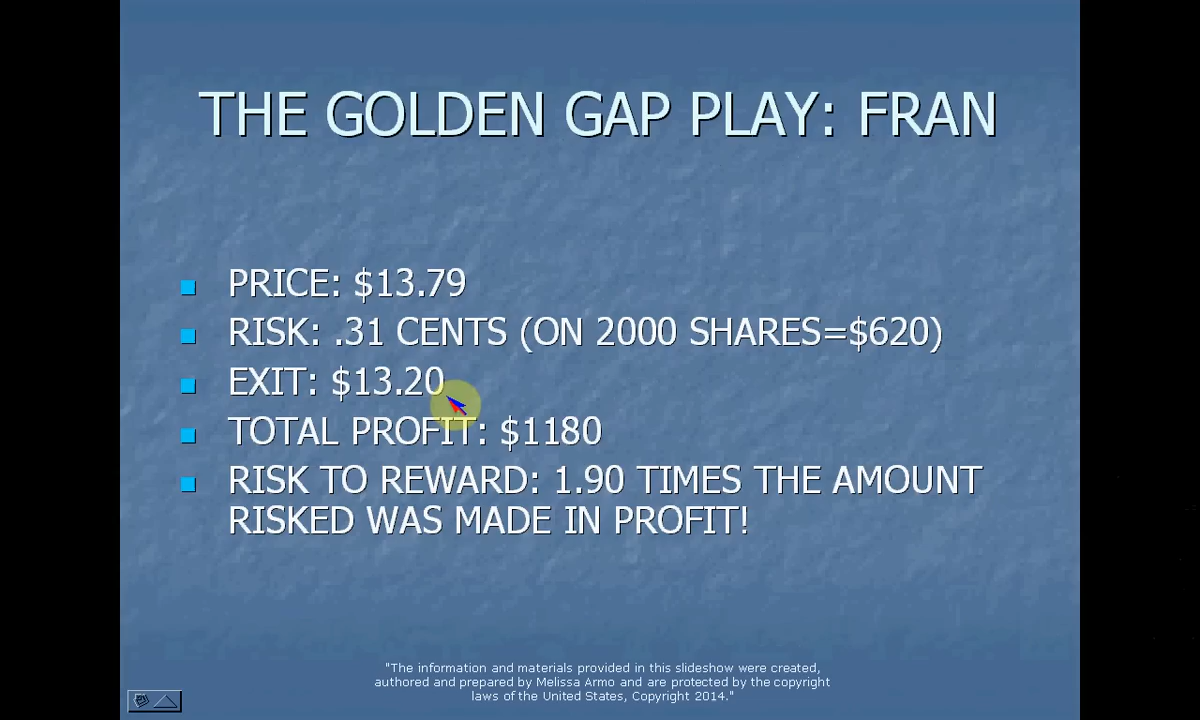 THE GOLDEN GAP PLAY: FRAN
PRICE: $13.79
RISK: .31 CENTS (ON 2000 SHARES=$620)
EXIT: $13.20
TOTAL PROFIT: $1180
RISK TO REWARD: 1.90 TIMES THE AMOUNT
RISKED WAS MADE IN PROFIT!
"The information and materials provided in this slideshow were created,
authored and prepared by Melissa Armo and are protected by the copyright
laws of the United States, Copyright 2014."